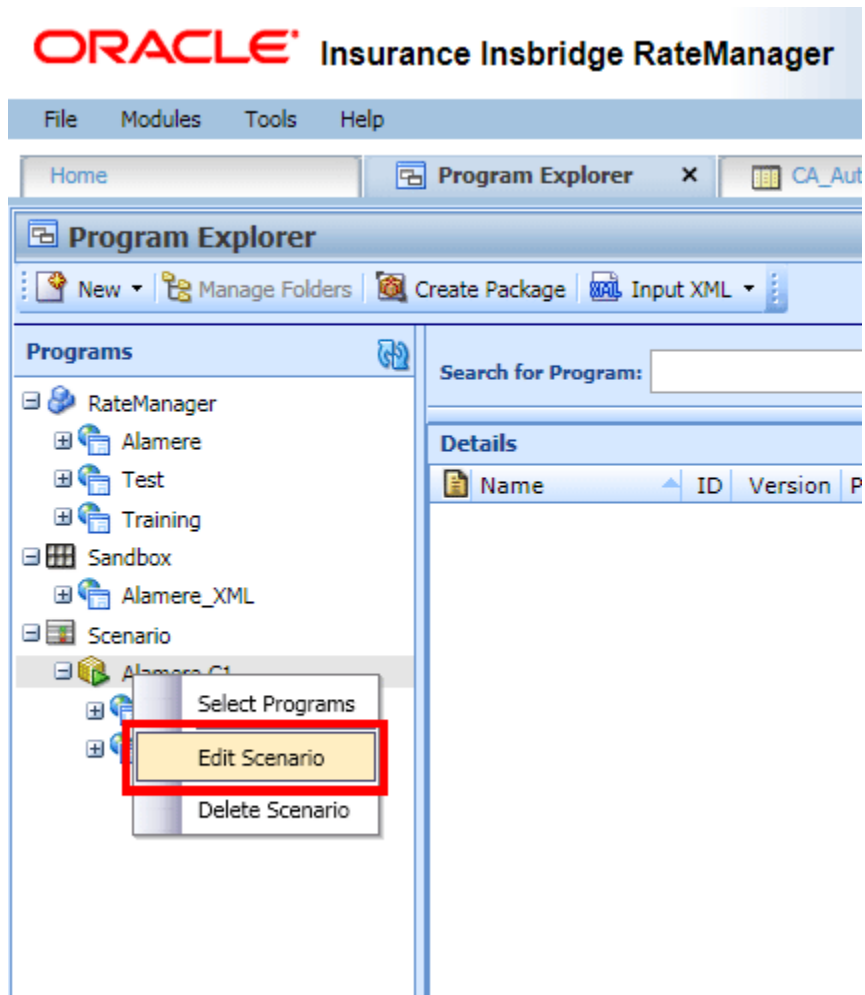 ORACLE Insurance Insbridge RateManager
File Modules Tools Help
Home Program Explorer × CA_Aut
Program Explorer
New Manage Folders Create Package Input XML
Programs
Search for Program:
RateManager
Alamere
Details
Test
Name ID Version P
Training
Sandbox
Alamere_XML
Scenario
Select Programs
Edit Scenario
Delete Scenario